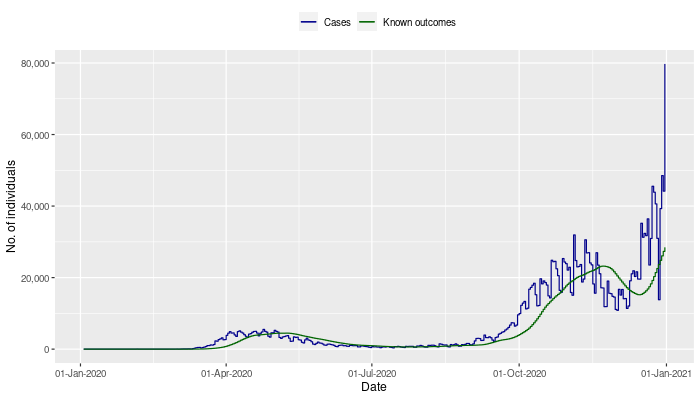 Cases Known outcomes
No. of individuals
80,000
60,000
40,000
20,000
0
01-Jan-2020 01-Apr-2020 01-Jul-2020 01-Oct-2020 01-Jan-2021
Date